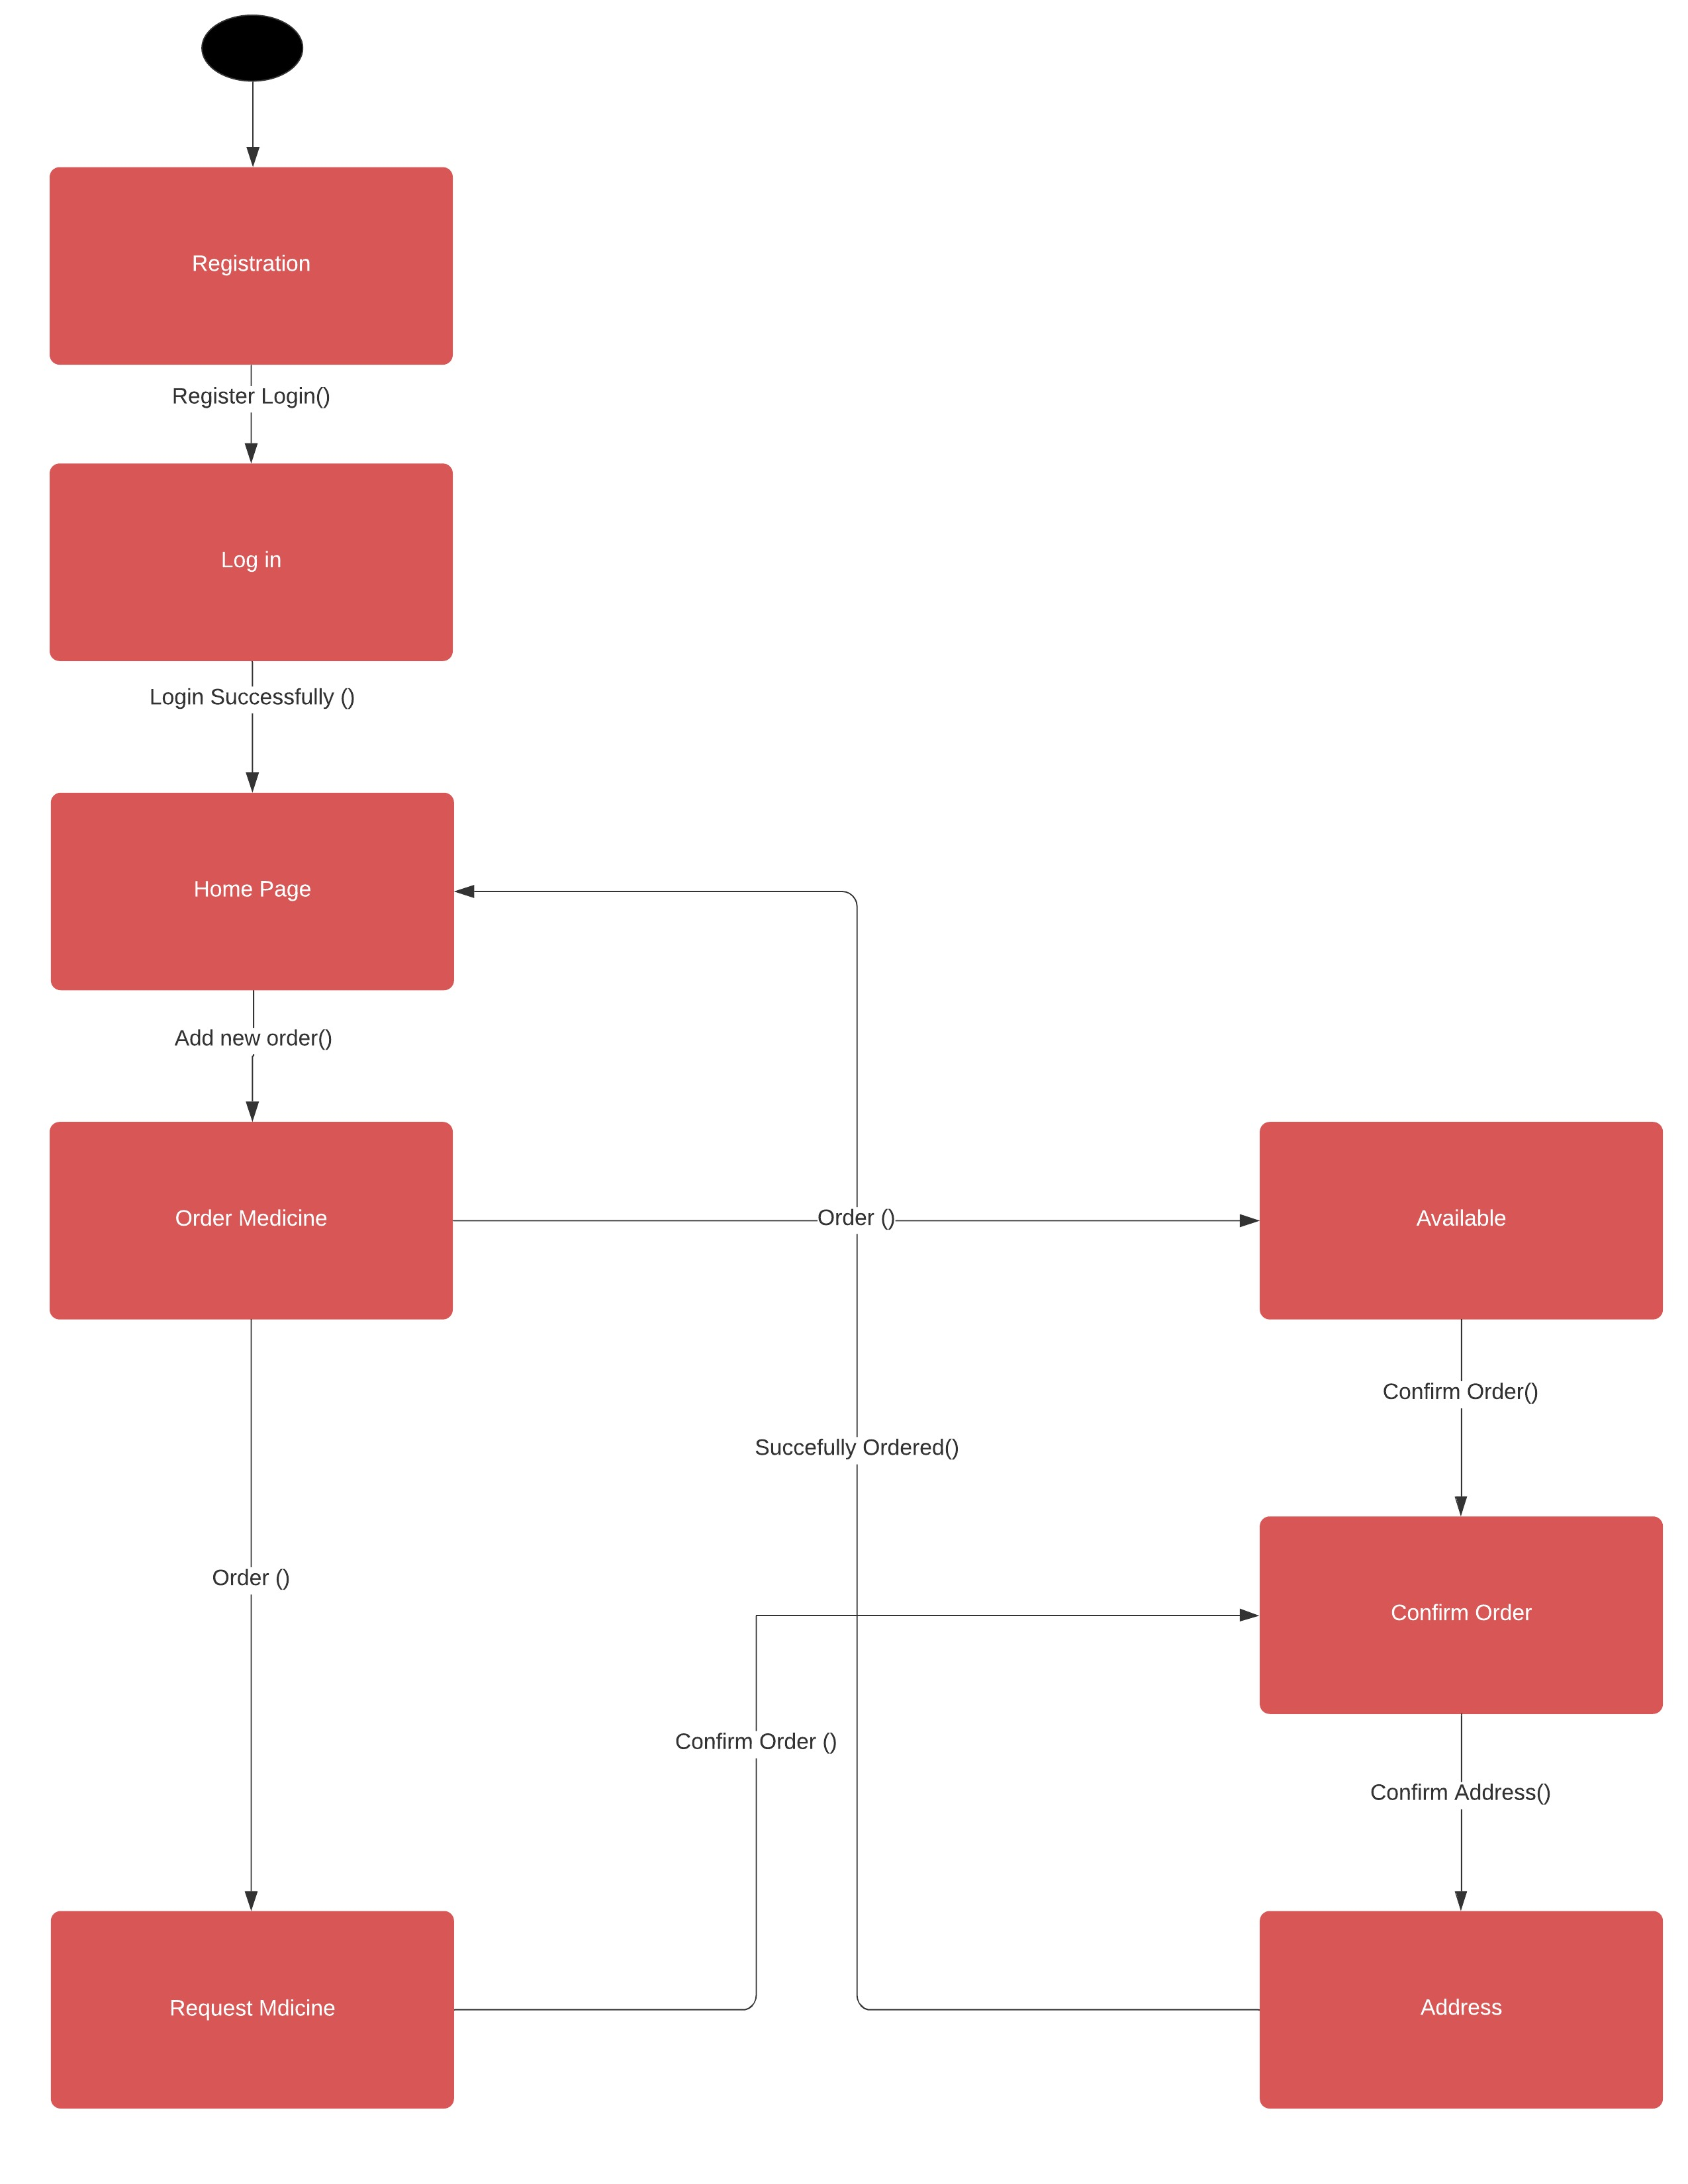 Registration
Register Login()
Log in
Login Successfully ()
Home Page
Add new order()
Order Medicine
Order ()
Available
Confirm Order()
Succefully Ordered()
Order ()
Confirm Order
Confirm Order ()
Confirm Address()
Request Mdicine
Address